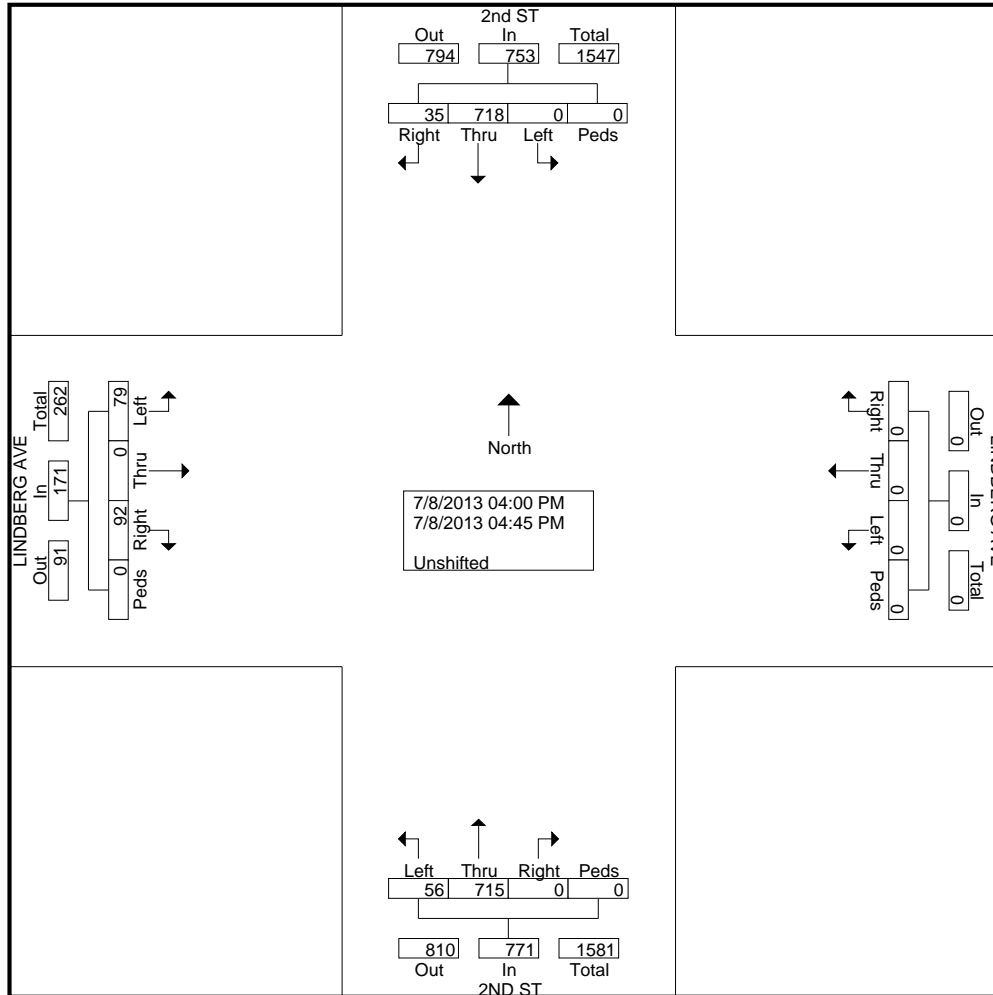 2nd ST
Out In Total
794 753 1547
35 718 0 0
Right Thru Left Peds
LINDBERG AVE
Total In Out
262 171 91
79 0 92 0
Left Thru Right Peds
North
7/8/2013 04:00 PM
7/8/2013 04:45 PM
Unshifted
Right Thru Left Peds
0 0 0 0
Out In Total
0 0 0
Left Thru Right Peds
56 715 0 0
810 771 1581
Out In Total
2ND ST